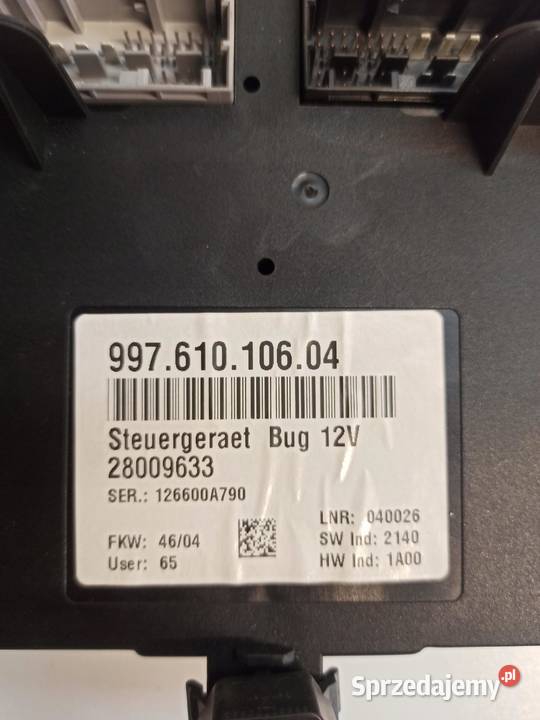 997.610.106.04
Steuergeraet Bug 12V
28009633
SER.: 126600A790
LNR: 040026
FKW: 46/04
SW Ind: 2140
User: 65
HW Ind: 1A00
Sprzedajemy.pl